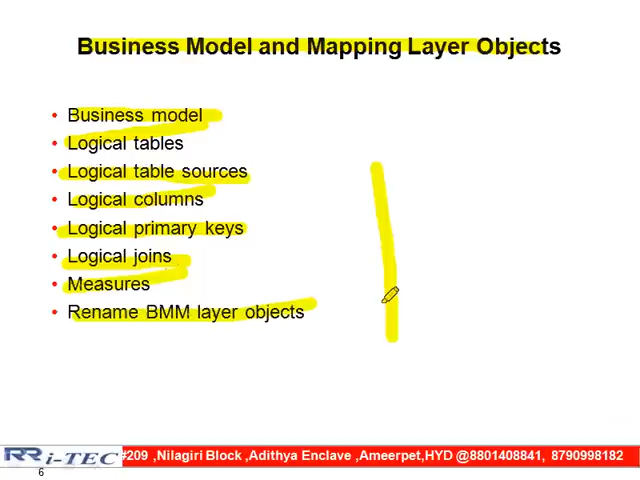 Business Model and Mapping Layer Objects
• Business model
• Logical tables
• Logical table sources
• Logical columns
• Logical primary keys
• Logical joins
• Measures
• Rename BMM layer objects
RR i-TEC #209 ,Nilagiri Block ,Adithya Enclave ,Ameerpet,HYD @8801408841, 8790998182
6